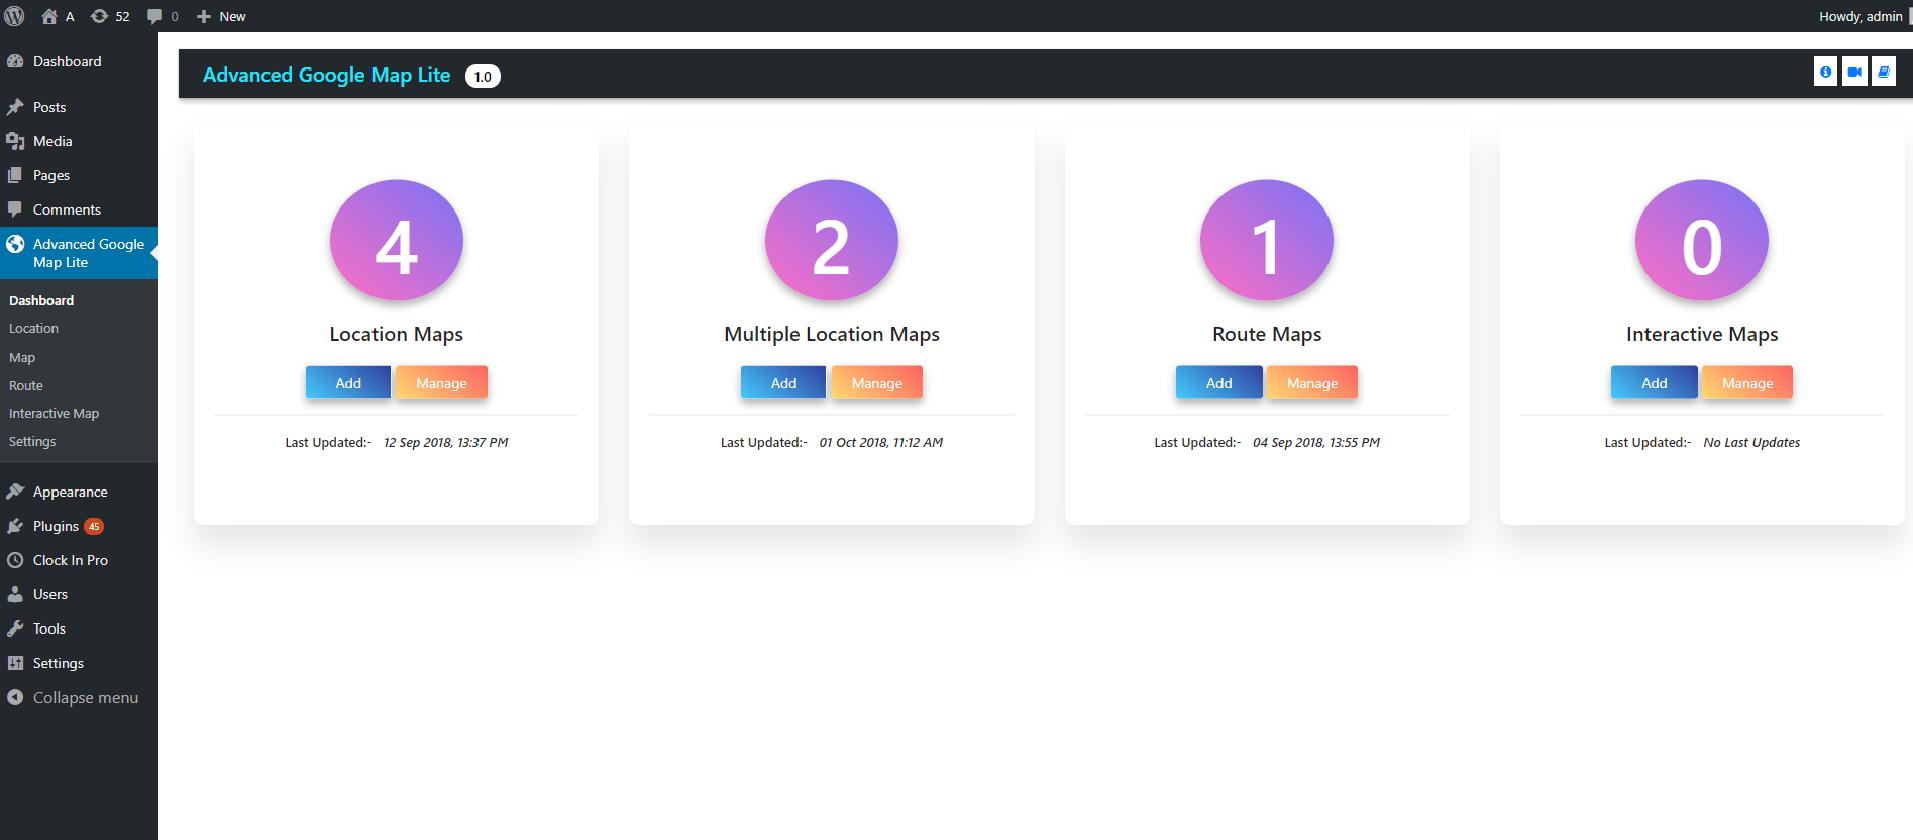 A 52 0 New Howdy, admin
Dashboard
Posts
Media
Pages
Comments
Advanced Google
Map Lite
Dashboard
Location
Map
Route
Interactive Map
Settings
Appearance
Plugins 45
Clock In Pro
Users
Tools
Settings
Collapse menu
Advanced Google Map Lite 1.0
4
Location Maps
Add Manage
Last Updated:- 12 Sep 2018, 13:37 PM
2
Multiple Location Maps
Add Manage
Last Updated:- 01 Oct 2018, 11:12 AM
1
Route Maps
Add Manage
Last Updated:- 04 Sep 2018, 13:55 PM
0
Interactive Maps
Add Manage
Last Updated:- No Last Updates